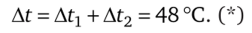 Δt = Δt₁ + Δt₂ = 48 °C. (*)